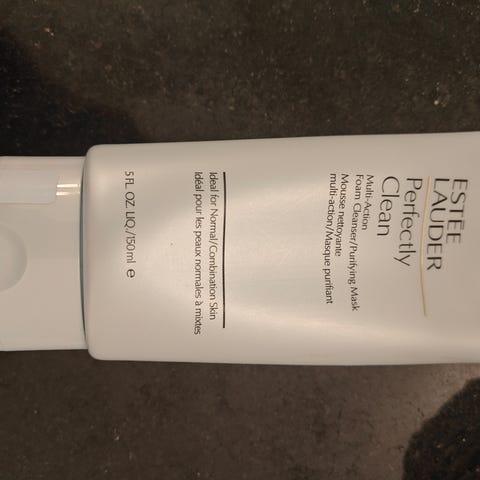 ESTĒE
LAUDER
Perfectly
Clean
Multi-Action
Foam Cleanser/Purifying Mask
Mousse nettoyante
multi-action/Masque purifiant
Ideal for Normal/Combination Skin
Idéal pour les peaux normales à mixtes
5 FL. OZ. LIQ./150 ml ℮